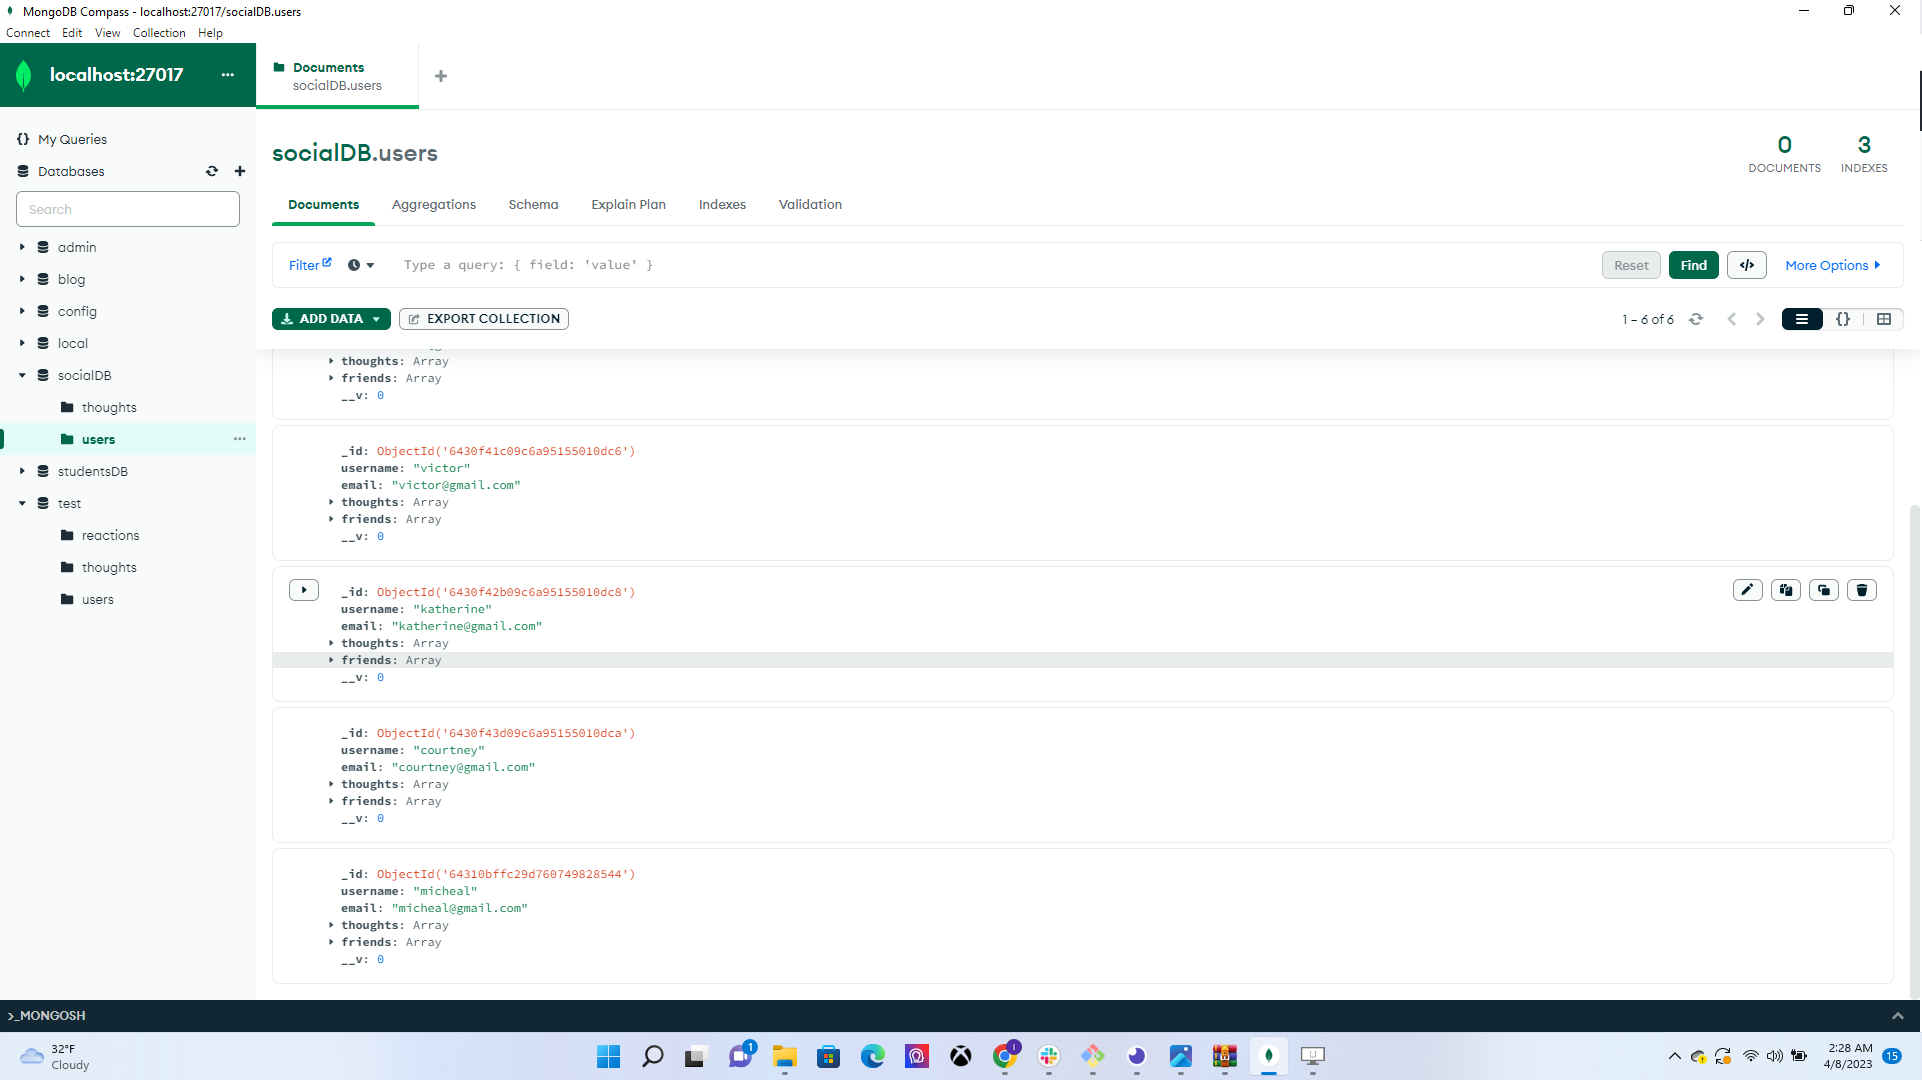 MongoDB Compass - localhost:27017/socialDB.users
Connect Edit View Collection Help
localhost:27017 ...
Documents
socialDB.users
+
{} My Queries
Databases
Search
admin
blog
config
local
socialDB
thoughts
users ...
studentsDB
test
reactions
thoughts
users
socialDB.users
0
DOCUMENTS
3
INDEXES
Documents Aggregations Schema Explain Plan Indexes Validation
Filter Type a query: { field: 'value' } Reset Find </> More Options
ADD DATA EXPORT COLLECTION 1 – 6 of 6 {}
thoughts: Array
friends: Array
__v: 0
_id: ObjectId('6430f41c09c6a95155010dc6')
username: "victor"
email: "victor@gmail.com"
thoughts: Array
friends: Array
__v: 0
_id: ObjectId('6430f42b09c6a95155010dc8')
username: "katherine"
email: "katherine@gmail.com"
thoughts: Array
friends: Array
__v: 0
_id: ObjectId('6430f43d09c6a95155010dca')
username: "courtney"
email: "courtney@gmail.com"
thoughts: Array
friends: Array
__v: 0
_id: ObjectId('64310bffc29d760749828544')
username: "micheal"
email: "micheal@gmail.com"
thoughts: Array
friends: Array
__v: 0
>_MONGOSH
32°F
Cloudy
1
2:28 AM
4/8/2023
15